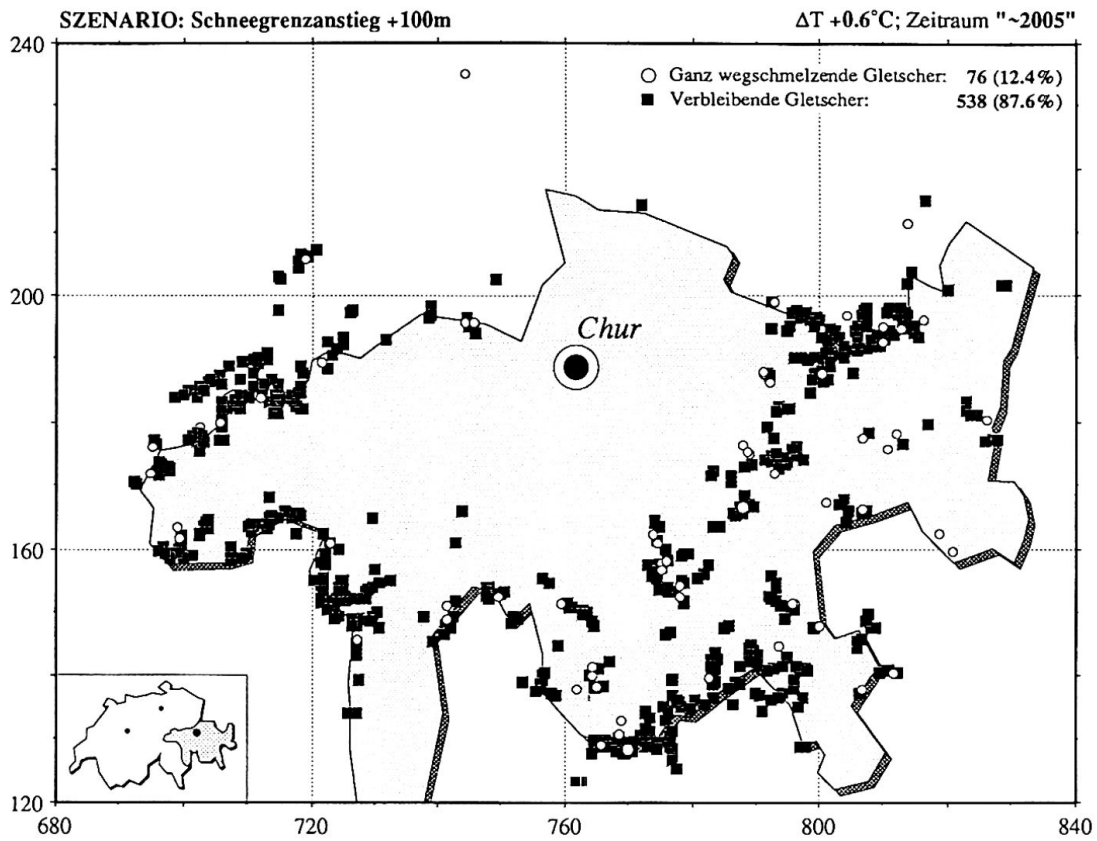 SZENARIO: Schneegrenzanstieg +100m
ΔT +0.6°C; Zeitraum "~2005"
240
Ganz wegschmelzende Gletscher: 76 (12.4%)
Verbleibende Gletscher: 538 (87.6%)
200
Chur
160
120
680 720 760 800 840